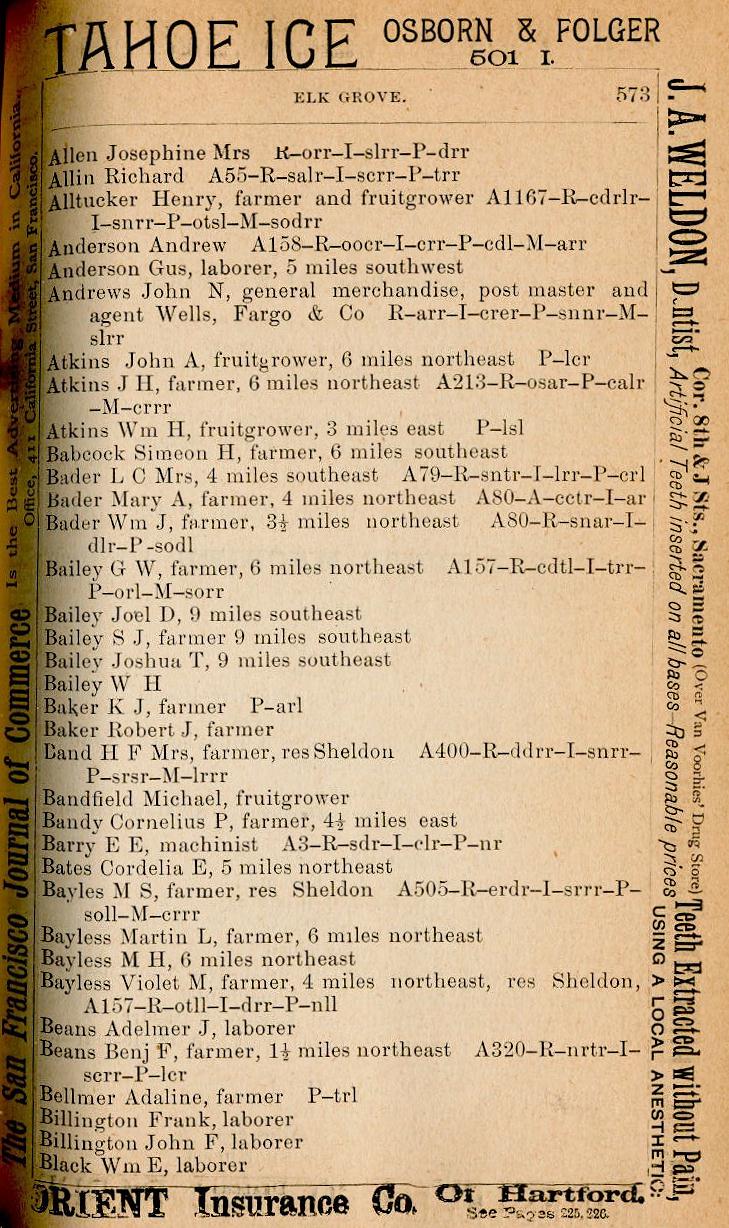 TAHOE ICE OSBORN & FOLGER
501 I.
ELK GROVE. 573
Allen Josephine Mrs R–orr–I–slrr–P–drr
Allin Richard A55–R–salr–I–scrr–P–trr
Alltucker Henry, farmer and fruitgrower A1167–R–cdrlr–
I–snrr–P–otsl–M–sodrr
Anderson Andrew A158–R–oocr–I–crr–P–cdl–M–arr
Anderson Gus, laborer, 5 miles southwest
Andrews John N, general merchandise, post master and
agent Wells, Fargo & Co R–arr–I–crer–P–snnr–M–
slrr
Atkins John A, fruitgrower, 6 miles northeast P–lcr
Atkins J H, farmer, 6 miles northeast A213–R–osar–P–calr
–M–crrr
Atkins Wm H, fruitgrower, 3 miles east P–lsl
Babcock Simeon H, farmer, 6 miles southeast
Bader L C Mrs, 4 miles southeast A79–R–sntr–I–lrr–P–crl
Bader Mary A, farmer, 4 miles northeast A80–A–cctr–I–ar
Bader Wm J, farmer, 3½ miles northeast A80–R–snar–I–
dlr–P–sodl
Bailey G W, farmer, 6 miles northeast A157–R–cdtl–I–trr–
P–orl–M–sorr
Bailey Joel D, 9 miles southeast
Bailey S J, farmer 9 miles southeast
Bailey Joshua T, 9 miles southeast
Bailey W H
Baker K J, farmer P–arl
Baker Robert J, farmer
Band H F Mrs, farmer, res Sheldon A400–R–ddrr–I–snrr–
P–srsr–M–lrrr
Bandfield Michael, fruitgrower
Bandy Cornelius P, farmer, 4½ miles east
Barry E E, machinist A3–R–sdr–I–clr–P–nr
Bates Cordelia E, 5 miles northeast
Bayles M S, farmer, res Sheldon A505–R–erdr–I–srrr–P–
soll–M–crrr
Bayless Martin L, farmer, 6 miles northeast
Bayless M H, 6 miles northeast
Bayless Violet M, farmer, 4 miles northeast, res Sheldon,
A157–R–otll–I–drr–P–nll
Beans Adelmer J, laborer
Beans Benj F, farmer, 1½ miles northeast A320–R–nrtr–I–
scrr–P–lcr
Bellmer Adaline, farmer P–trl
Billington Frank, laborer
Billington John F, laborer
Black Wm E, laborer
ORIENT Insurance Co. Of Hartford.
See Pages 225, 226.
The San Francisco Journal of Commerce Is the Best Advertising Medium in California.
Office, 411 California Street, San Francisco.
J. A. WELDON, Dentist, Cor. 8th & J Sts., Sacramento (Over Van Voorhies' Drug Store) Teeth Extracted without Pain,
Artificial Teeth inserted on all bases–Reasonable prices USING A LOCAL ANESTHETIC.